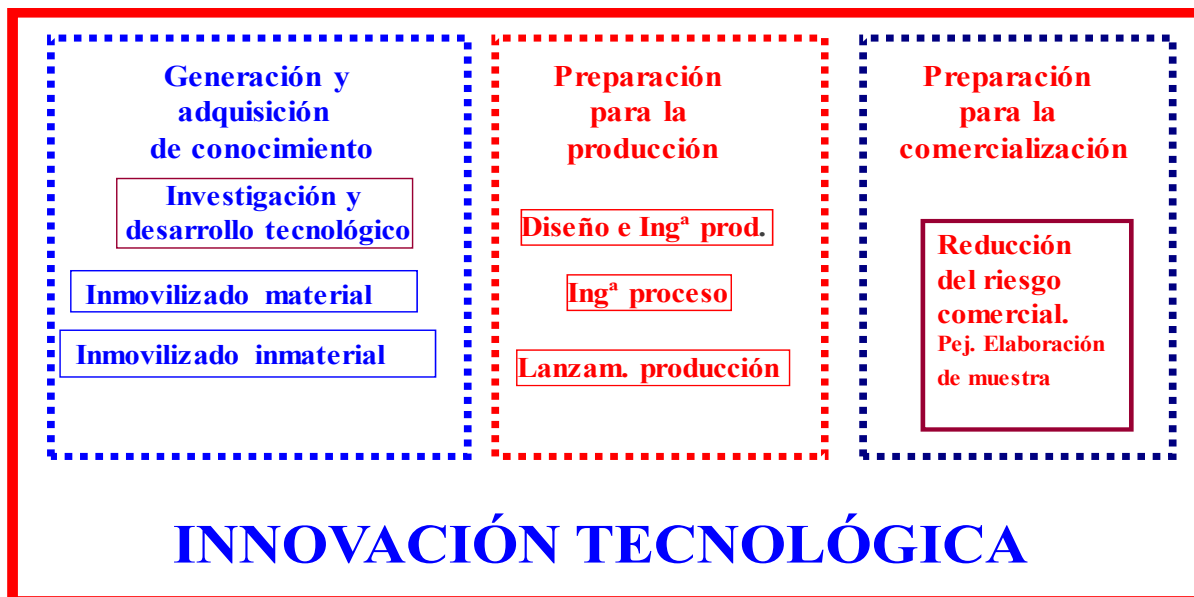 Generación y
adquisición
de conocimiento
Investigación y
desarrollo tecnológico
Inmovilizado material
Inmovilizado inmaterial
Preparación
para la
producción
Diseño e Ingª prod.
Ingª proceso
Lanzam. producción
Preparación
para la
comercialización
Reducción
del riesgo
comercial.
Pej. Elaboración
de muestra
INNOVACIÓN TECNOLÓGICA